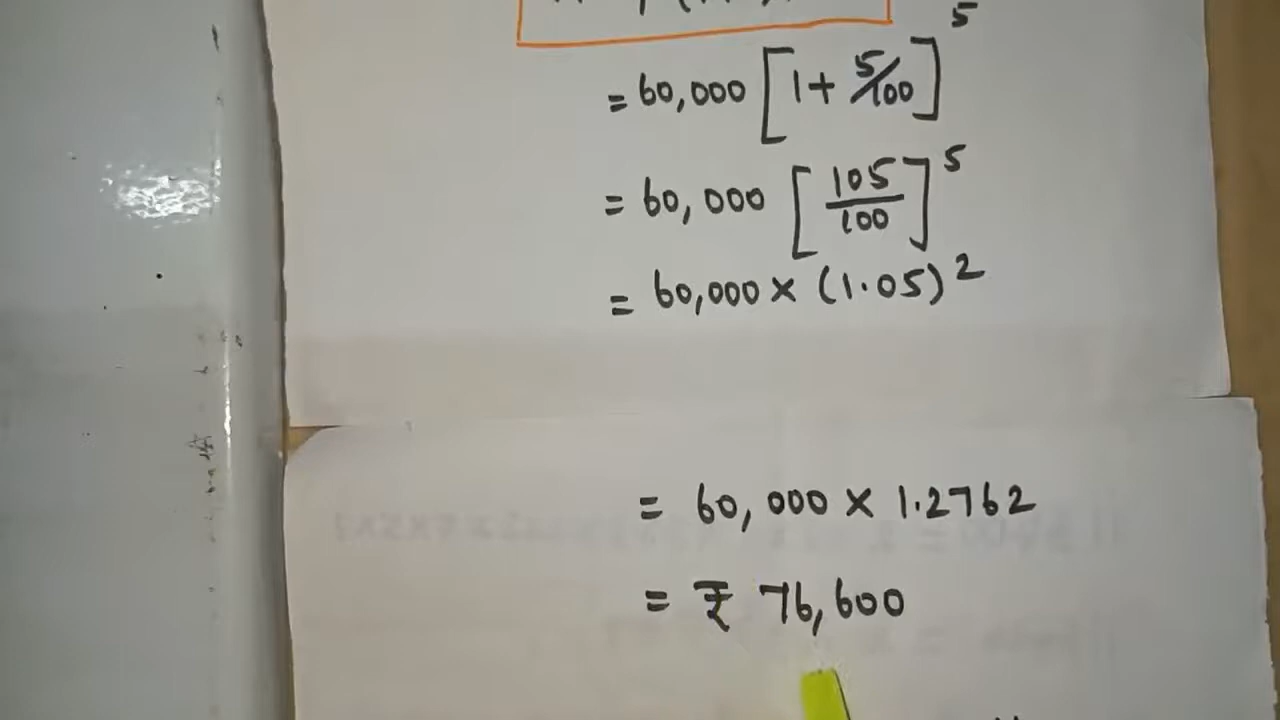 = 60,000 [1 + 5/100]^5
= 60,000 [105/100]^5
= 60,000 × (1.05)^2
= 60,000 × 1.2762
= ₹ 76,600